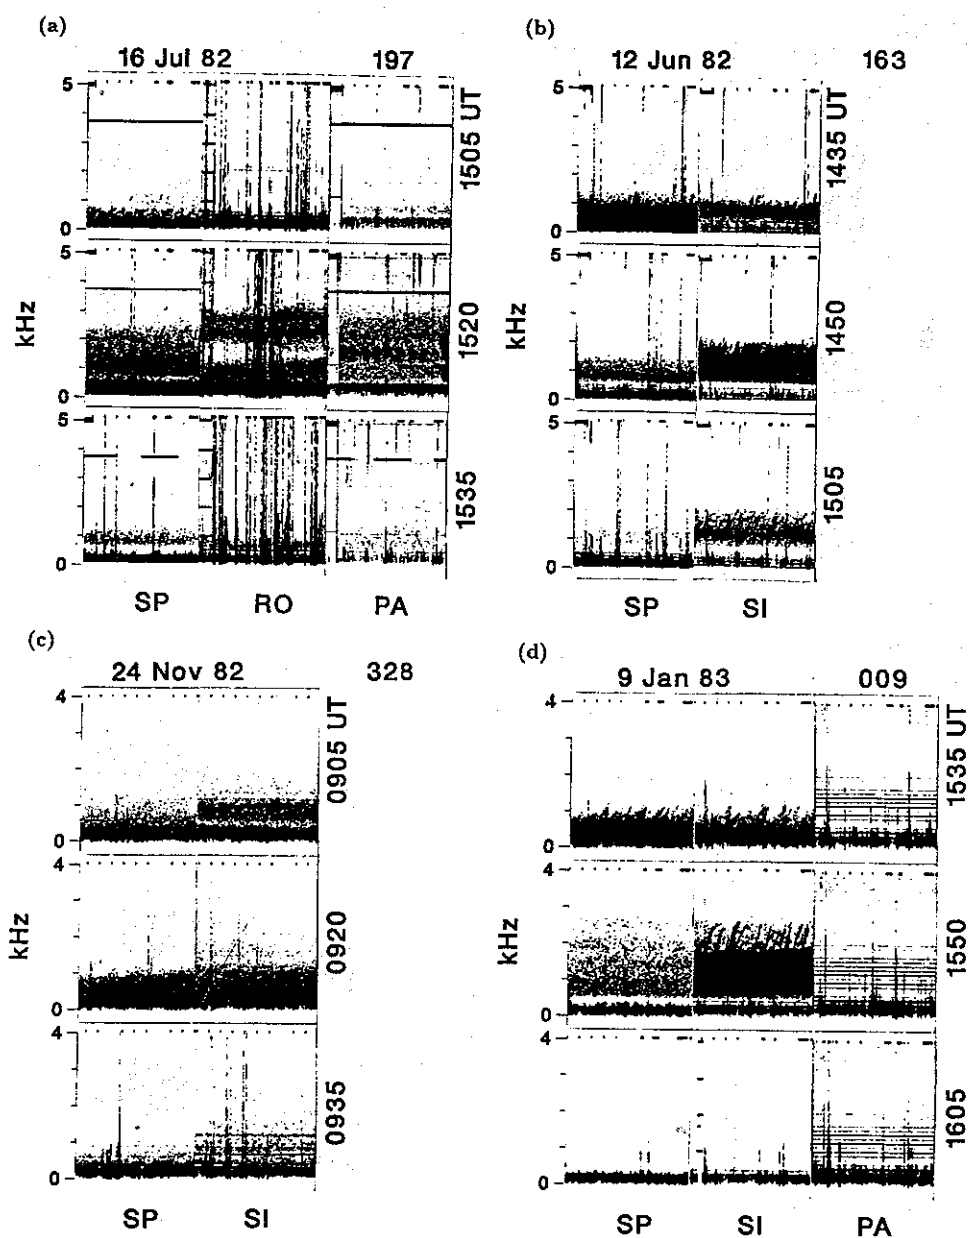 (a)
16 Jul 82 197
5
0
1505 UT
5
0
1520
kHz
5
0
1535
SP RO PA
(b)
12 Jun 82 163
5
0
1435 UT
5
0
1450
kHz
5
0
1505
SP SI
(c)
24 Nov 82 328
4
0
0905 UT
4
0
0920
kHz
4
0
0935
SP SI
(d)
9 Jan 83 009
4
0
1535 UT
4
0
1550
kHz
4
0
1605
SP SI PA